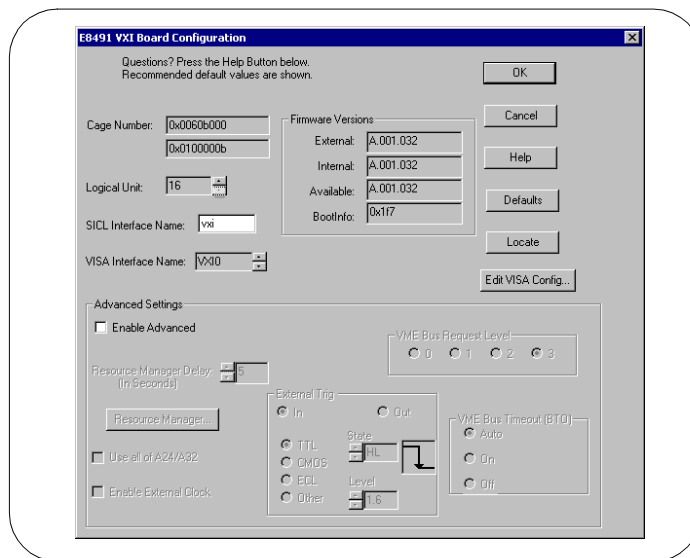 E8491 VXI Board Configuration
Questions? Press the Help Button below.
Recommended default values are shown.
OK
Cancel
Help
Defaults
Locate
Edit VISA Config...
Cage Number:
0x0060b000
0x0100000b
Logical Unit:
16
SICL Interface Name:
vxi
VISA Interface Name:
VXI0
Firmware Versions
External:
A.001.032
Internal:
A.001.032
Available:
A.001.032
BootInfo:
0x1f7
Advanced Settings
Enable Advanced
Resource Manager Delay:
(In Seconds)
5
Resource Manager...
Use all of A24/A32
Enable External Clock
External Trig
In
Out
TTL
CMOS
ECL
Other
State
HL
Level
1.6
VME Bus Request Level
0
1
2
3
VME Bus Timeout (BTO)
Auto
On
Off